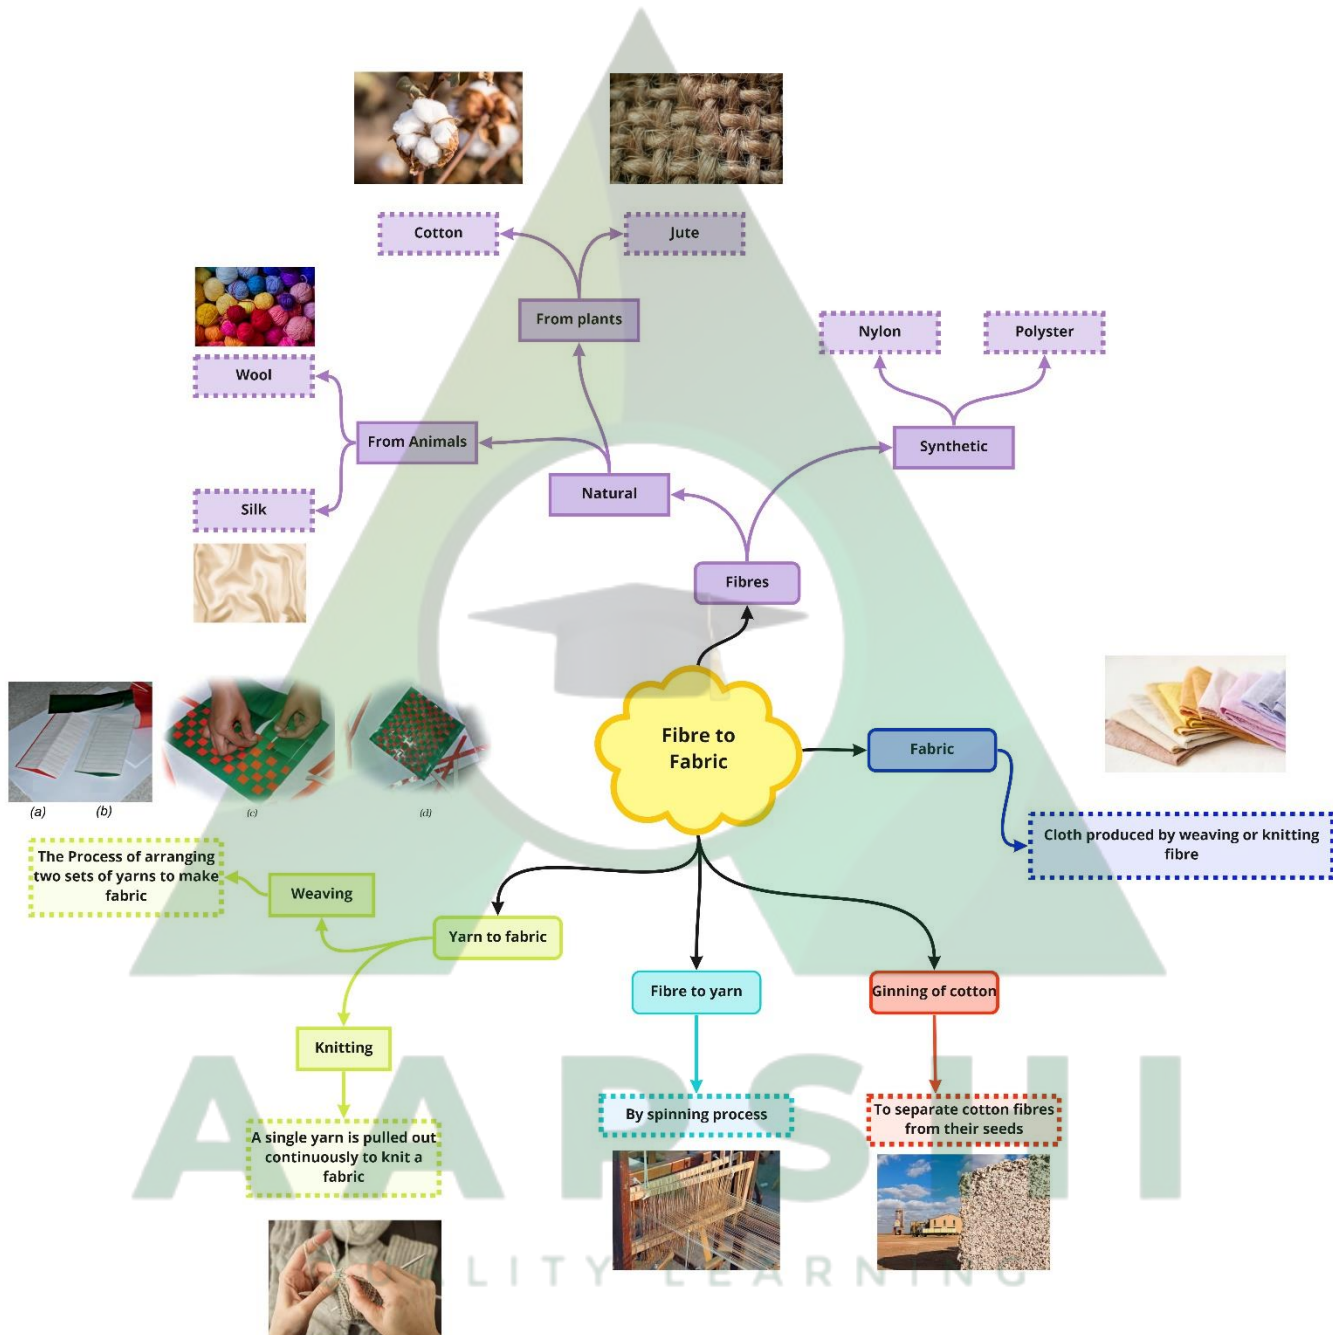 Cotton
Jute
From plants
Nylon
Polyster
Wool
From Animals
Synthetic
Natural
Silk
Fibres
Fibre to
Fabric
Fabric
(a)
(b)
(c)
(d)
Cloth produced by weaving or knitting
fibre
The Process of arranging
two sets of yarns to make
fabric
Weaving
Yarn to fabric
Fibre to yarn
Ginning of cotton
Knitting
By spinning process
To separate cotton fibres
from their seeds
A single yarn is pulled out
continuously to knit a
fabric
AAPSHI
QUALITY LEARNING